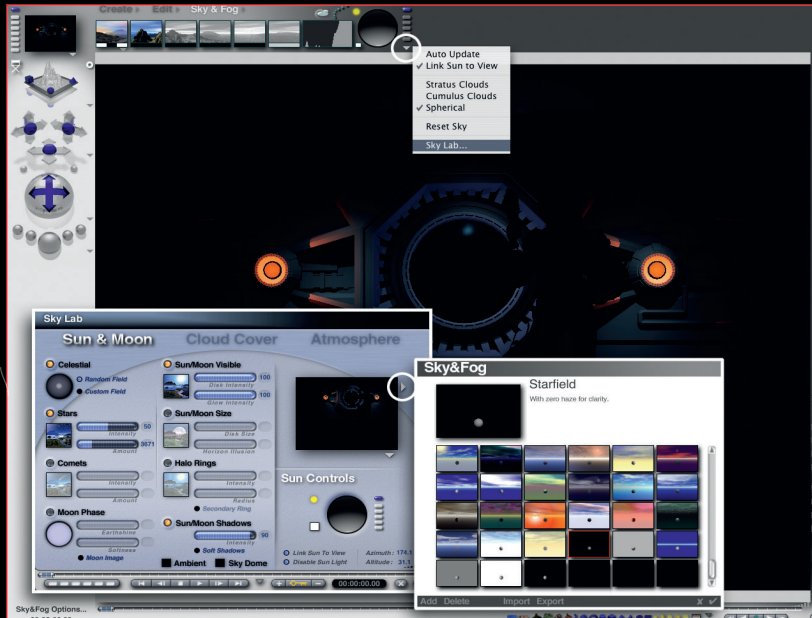 Create Edit Sky & Fog
Auto Update
✓ Link Sun to View
Stratus Clouds
Cumulus Clouds
✓ Spherical
Reset Sky
Sky Lab...
Sky Lab
Sun & Moon Cloud Cover Atmosphere
Celestial
Random Field
Custom Field
Stars
50
Intensity
3671
Amount
Comets
Intensity
Amount
Moon Phase
Earthshine
Softness
Moon Image
Sun/Moon Visible
100
Disk Intensity
100
Glow Intensity
Sun/Moon Size
Disk Size
Horizon Illusion
Halo Rings
Intensity
Radius
Secondary Ring
Sun/Moon Shadows
90
Intensity
Soft Shadows
Ambient Sky Dome
Sun Controls
Link Sun To View
Disable Sun Light
Azimuth: 174.1
Altitude: 31.1
00:00:00.00
Sky&Fog
Starfield
With zero haze for clarity.
Add Delete Import Export
Sky&Fog Options...